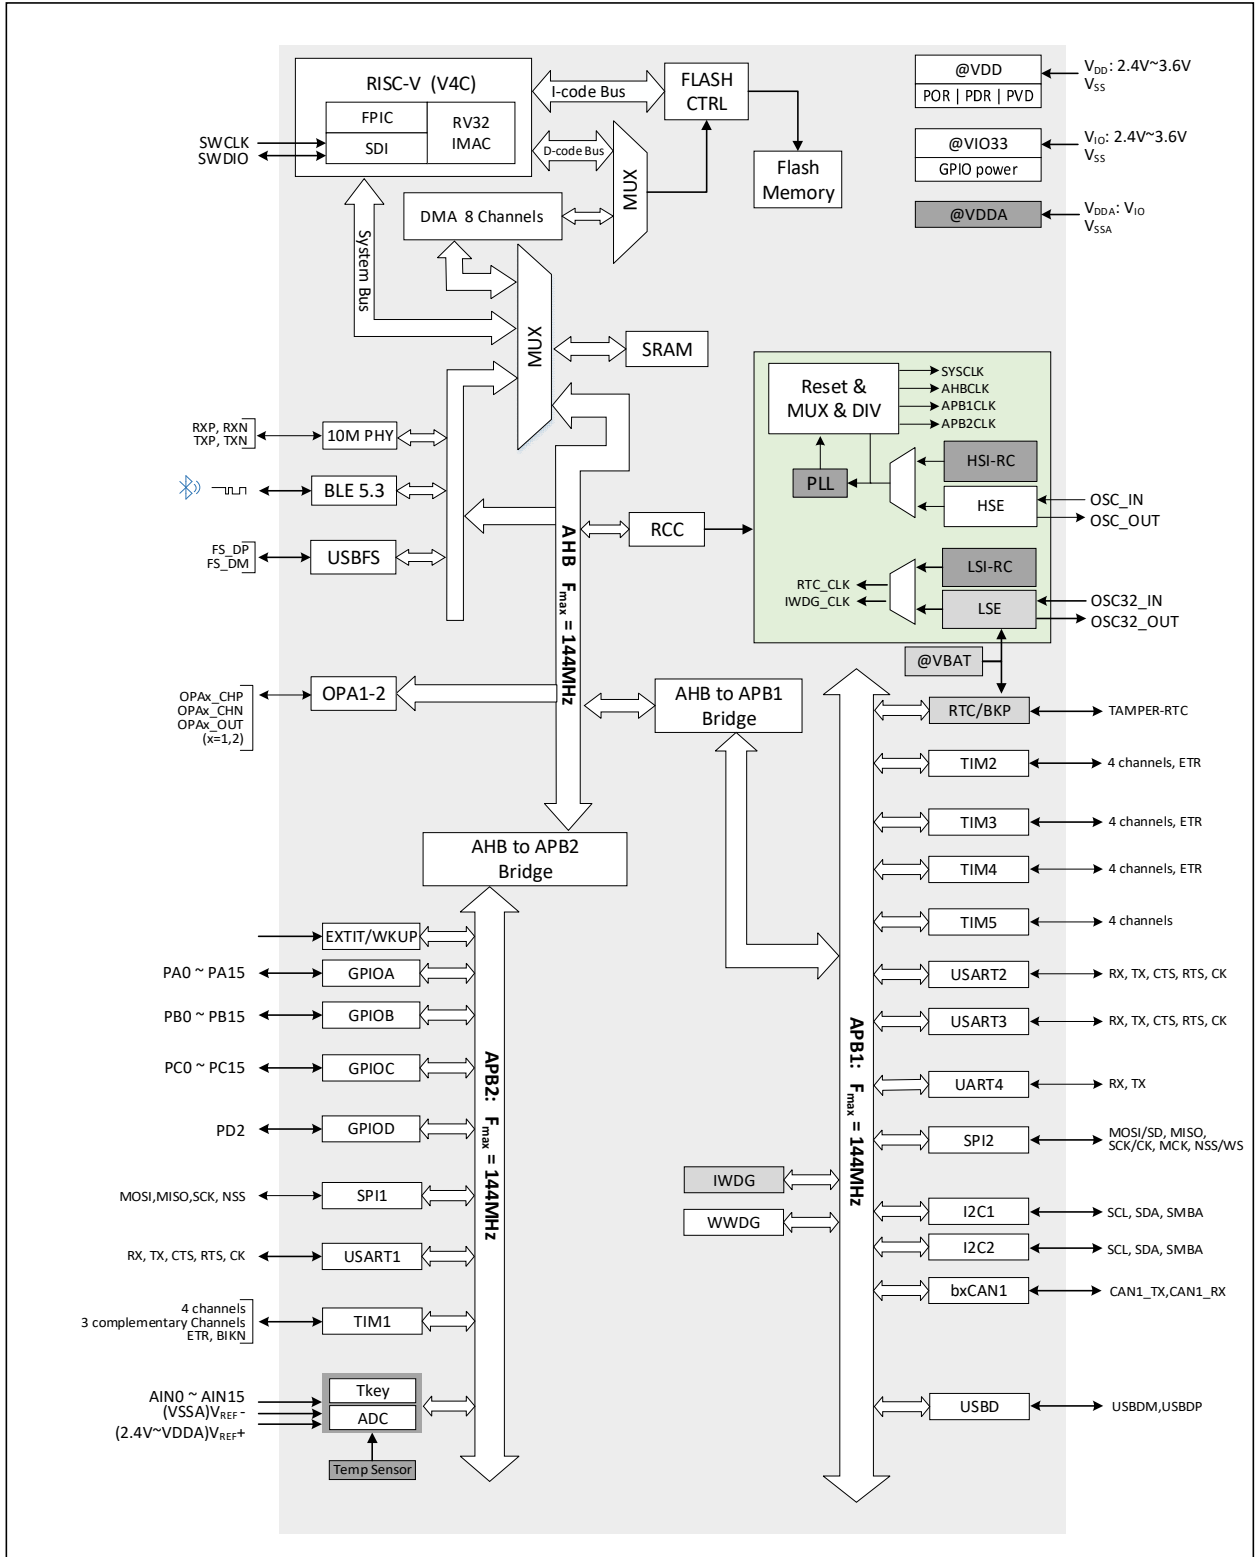 RISC-V (V4C)
FPIC
SDI
RV32
IMAC
SWCLK
SWDIO
I-code Bus
D-code Bus
FLASH
CTRL
Flash
Memory
MUX
DMA 8 Channels
System Bus
MUX
SRAM
@VDD
POR | PDR | PVD
VDD: 2.4V~3.6V
VSS
@VIO33
GPIO power
VIO: 2.4V~3.6V
VSS
@VDDA
VDDA: VIO
VSSA
Reset &
MUX & DIV
SYSCLK
AHBCLK
APB1CLK
APB2CLK
PLL
HSI-RC
HSE
OSC_IN
OSC_OUT
LSI-RC
LSE
RTC_CLK
IWDG_CLK
OSC32_IN
OSC32_OUT
@VBAT
RCC
RXP, RXN
TXP, TXN
10M PHY
BLE 5.3
FS_DP
FS_DM
USBFS
AHB Fmax = 144MHz
OPAx_CHP
OPAx_CHN
OPAx_OUT
(x=1,2)
OPA1-2
AHB to APB1
Bridge
AHB to APB2
Bridge
EXTIT/WKUP
PA0 ~ PA15
GPIOA
PB0 ~ PB15
GPIOB
PC0 ~ PC15
GPIOC
PD2
GPIOD
MOSI,MISO,SCK, NSS
SPI1
RX, TX, CTS, RTS, CK
USART1
4 channels
3 complementary Channels
ETR, BIKN
TIM1
AIN0 ~ AIN15
(VSSA)VREF -
(2.4V~VDDA)VREF+
Tkey
ADC
Temp Sensor
APB2: Fmax = 144MHz
IWDG
WWDG
APB1: Fmax = 144MHz
RTC/BKP
TAMPER-RTC
TIM2
4 channels, ETR
TIM3
4 channels, ETR
TIM4
4 channels, ETR
TIM5
4 channels
USART2
RX, TX, CTS, RTS, CK
USART3
RX, TX, CTS, RTS, CK
UART4
RX, TX
SPI2
MOSI/SD, MISO,
SCK/CK, MCK, NSS/WS
I2C1
SCL, SDA, SMBA
I2C2
SCL, SDA, SMBA
bxCAN1
CAN1_TX,CAN1_RX
USBD
USBDM,USBDP